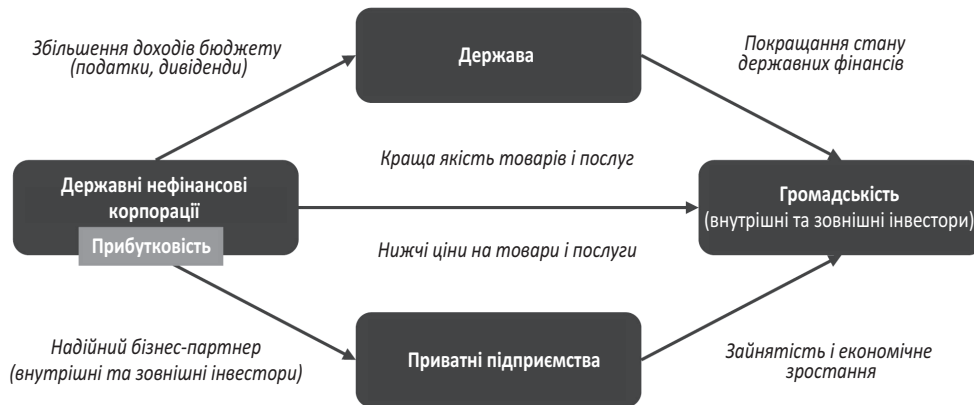 Збільшення доходів бюджету
(податки, дивіденди)
Держава
Покращання стану
державних фінансів
Краща якість товарів і послуг
Державні нефінансові
корпорації
Прибутковість
Громадськість
(внутрішні та зовнішні інвестори)
Нижчі ціни на товари і послуги
Надійний бізнес-партнер
(внутрішні та зовнішні інвестори)
Приватні підприємства
Зайнятість і економічне
зростання